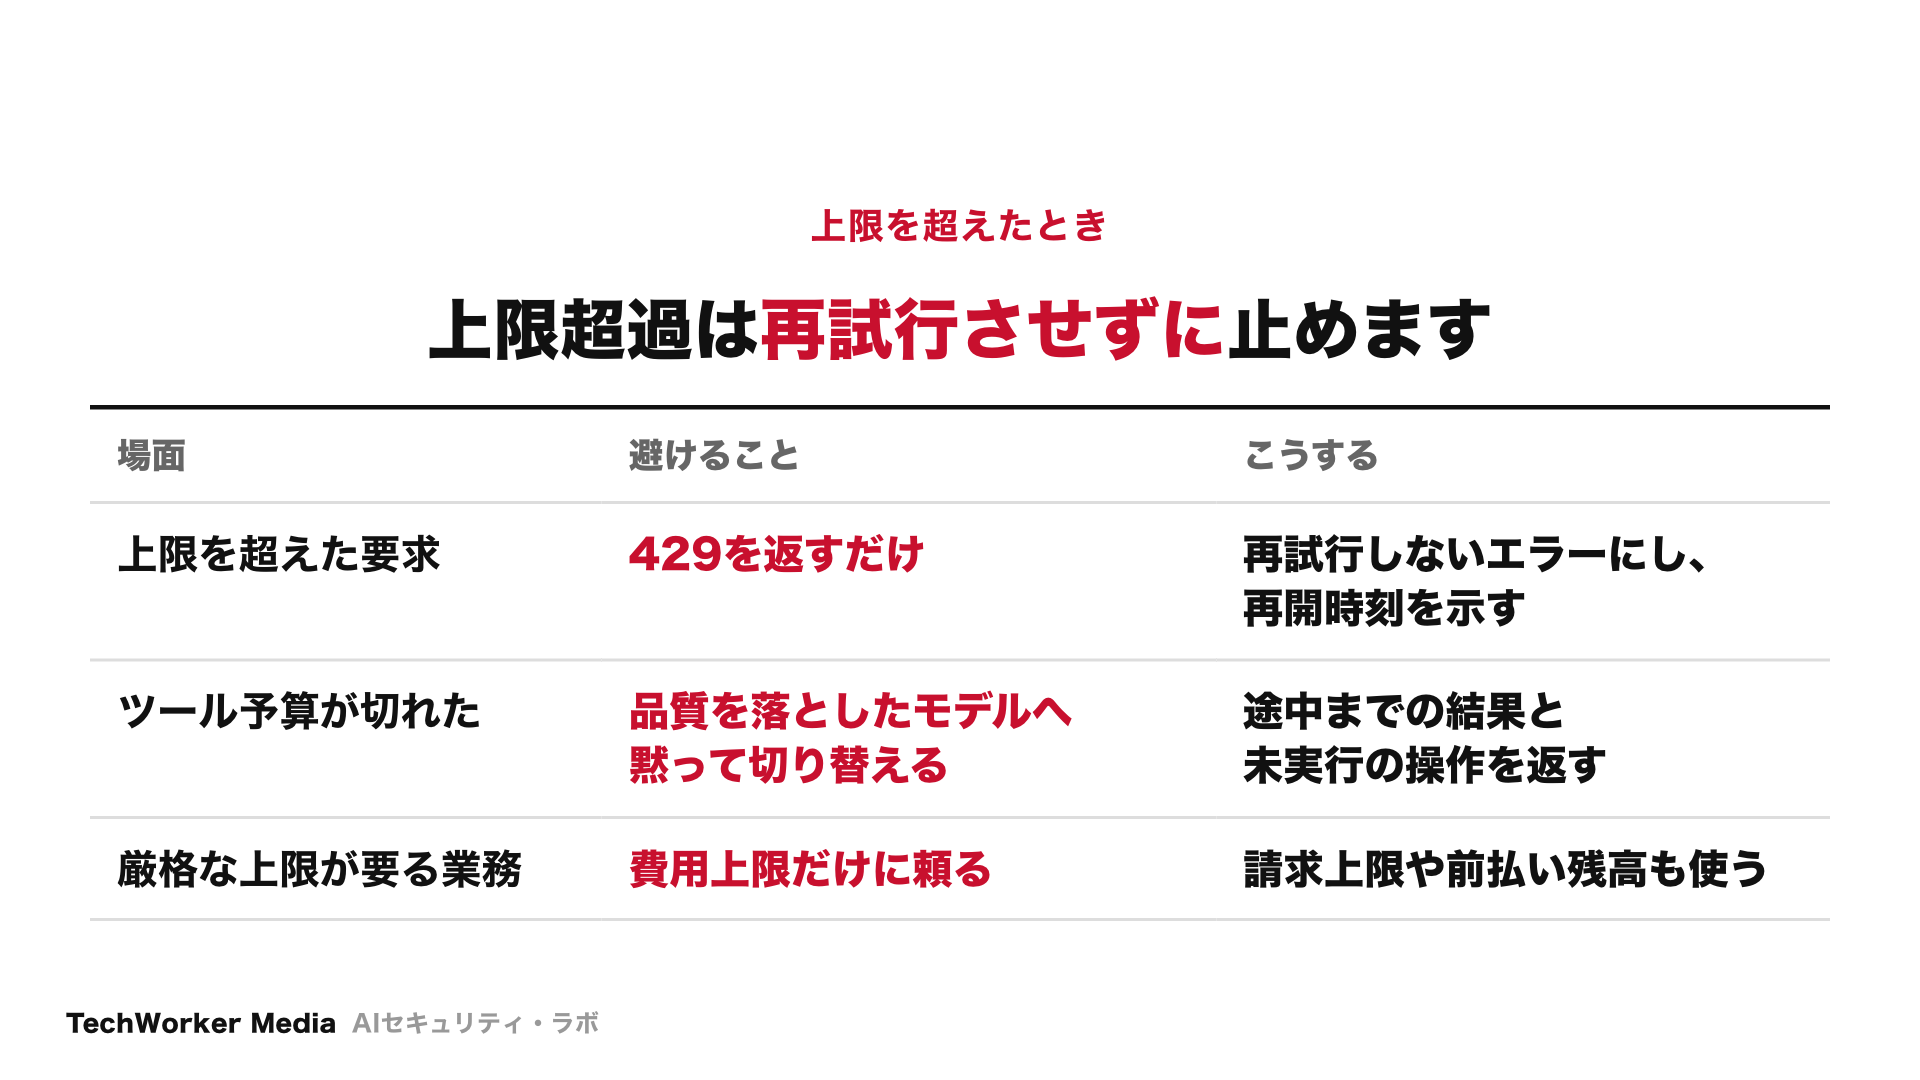 上限を超えたとき
上限超過は再試行させずに止めます
場面 避けること こうする
上限を超えた要求 429を返すだけ 再試行しないエラーにし、
再開時刻を示す
ツール予算が切れた 品質を落としたモデルへ 途中までの結果と
黙って切り替える 未実行の操作を返す
厳格な上限が要る業務 費用上限だけに頼る 請求上限や前払い残高も使う
TechWorker Media AIセキュリティ・ラボ